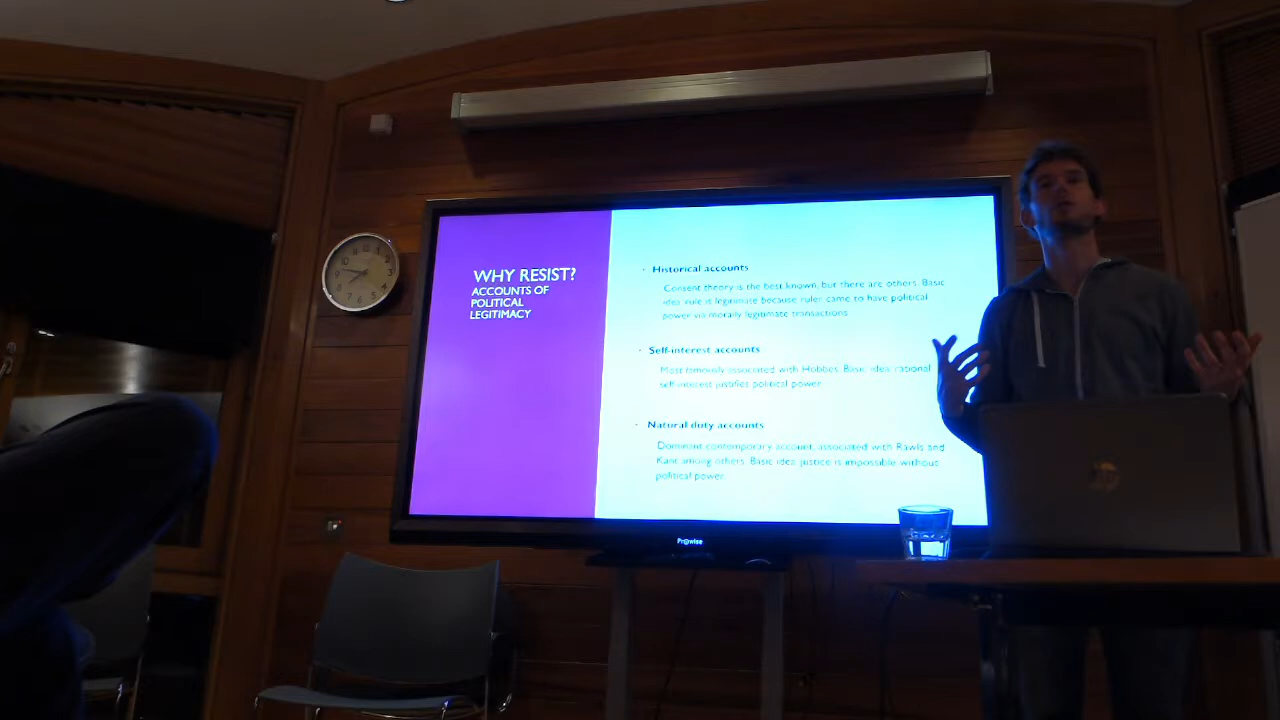 WHY RESIST?
ACCOUNTS OF
POLITICAL
LEGITIMACY
• Historical accounts
Consent theory is the best known, but there are others. Basic
idea: rule is legitimate because ruler came to have political
power via morally legitimate transactions.
• Self-interest accounts
Most famously associated with Hobbes. Basic idea: rational
self-interest justifies political power.
• Natural duty accounts
Dominant contemporary account, associated with Rawls and
Kant among others. Basic idea: justice is impossible without
political power.
Prowise
hp